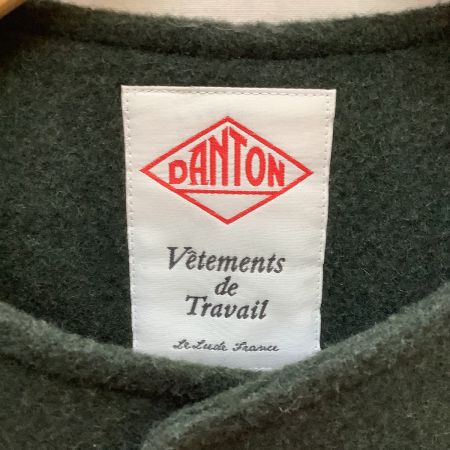 DANTON
Vêtements
de
Travail
Le Lude France